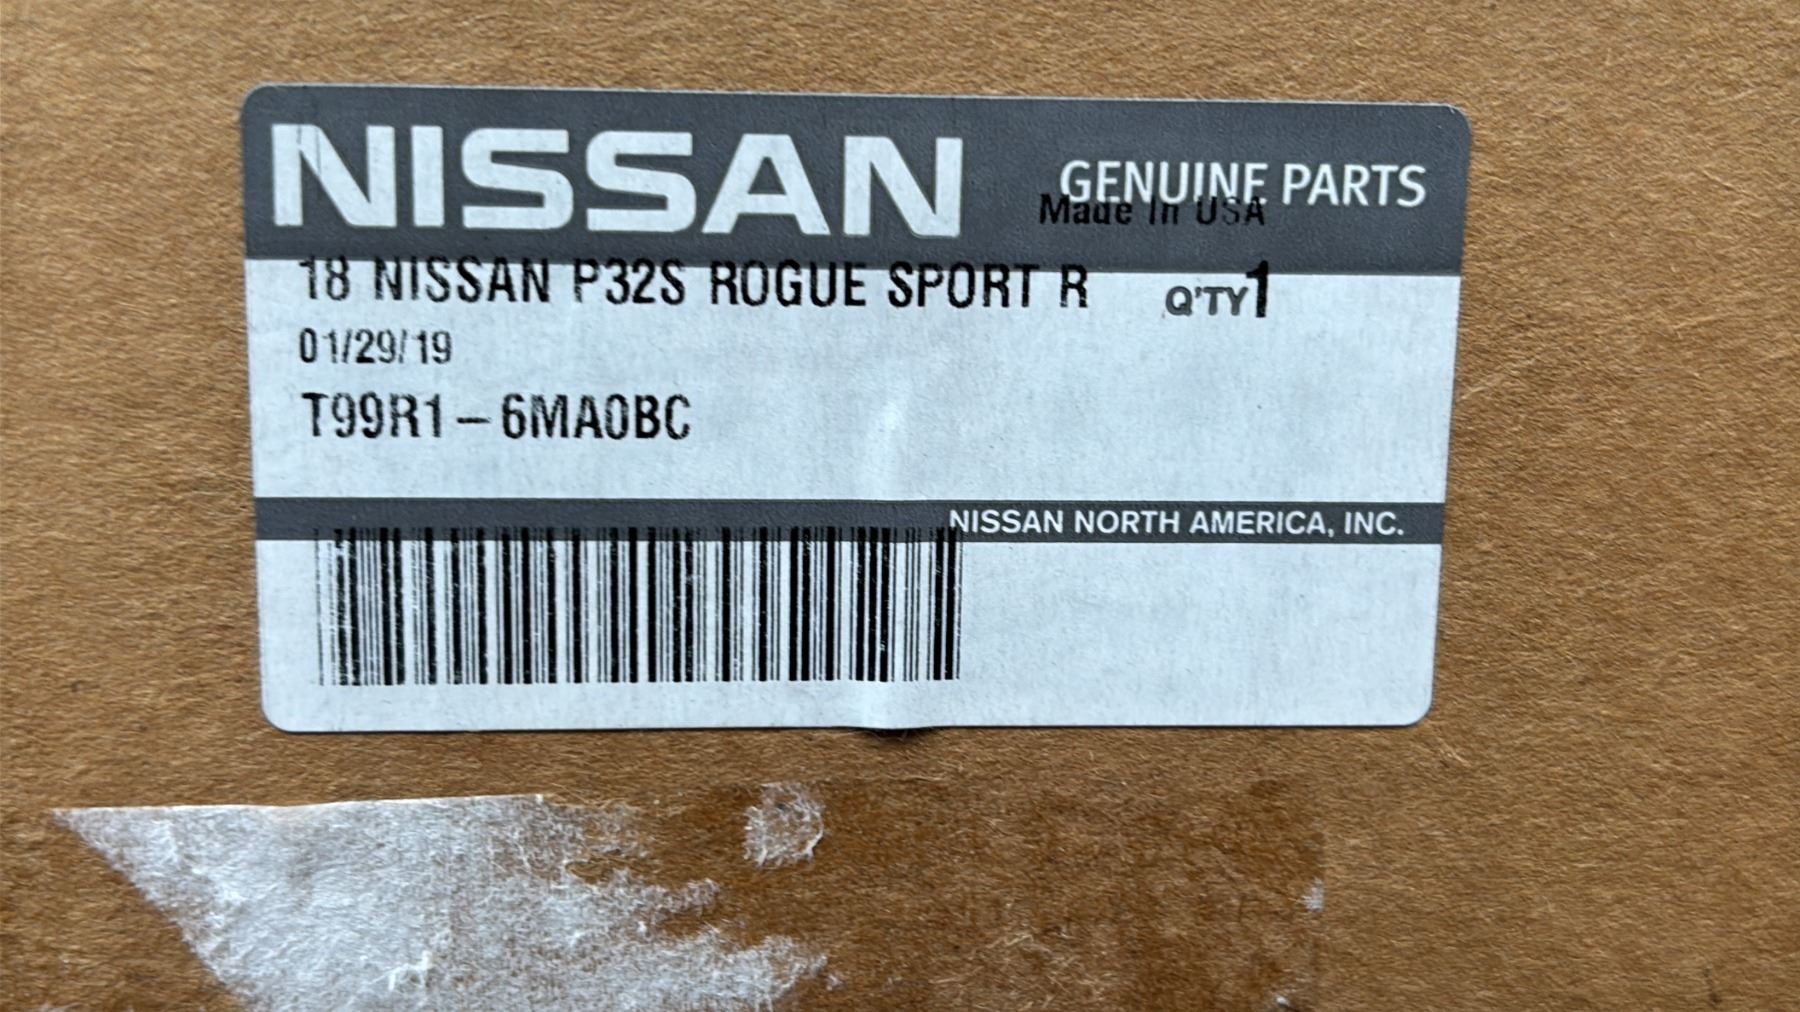 NISSAN GENUINE PARTS
Made In USA
18 NISSAN P32S ROGUE SPORT R Q'TY 1
01/29/19
T99R1-6MA0BC
NISSAN NORTH AMERICA, INC.